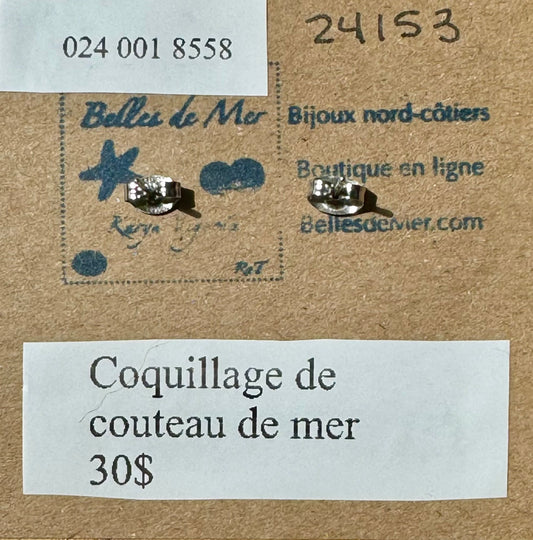 024 001 8558
24153
Belles de Mer
Bijoux nord-côtiers
Boutique en ligne
BellesdeMer.com
R&T
Coquillage de
couteau de mer
30$